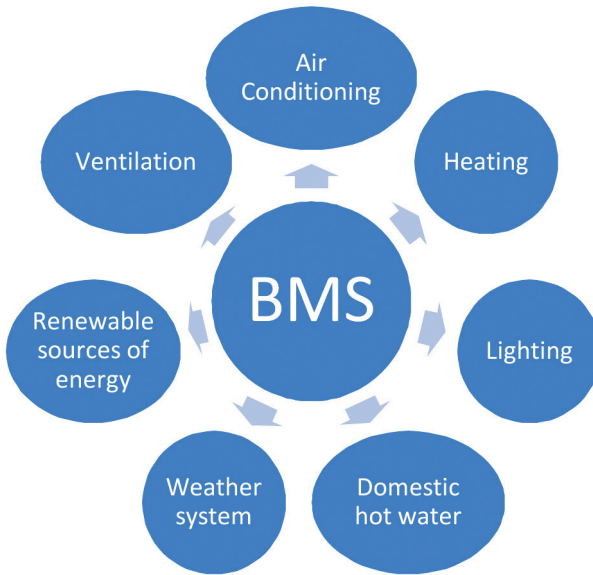 Air
Conditioning
Ventilation
Heating
BMS
Renewable
sources of
energy
Lighting
Weather
system
Domestic
hot water